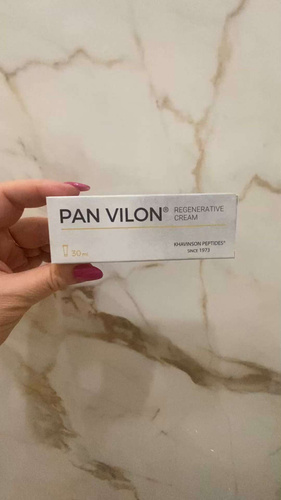 PAN VILON® REGENERATIVE
CREAM
KHAVINSON PEPTIDES®
SINCE 1973
30 ML